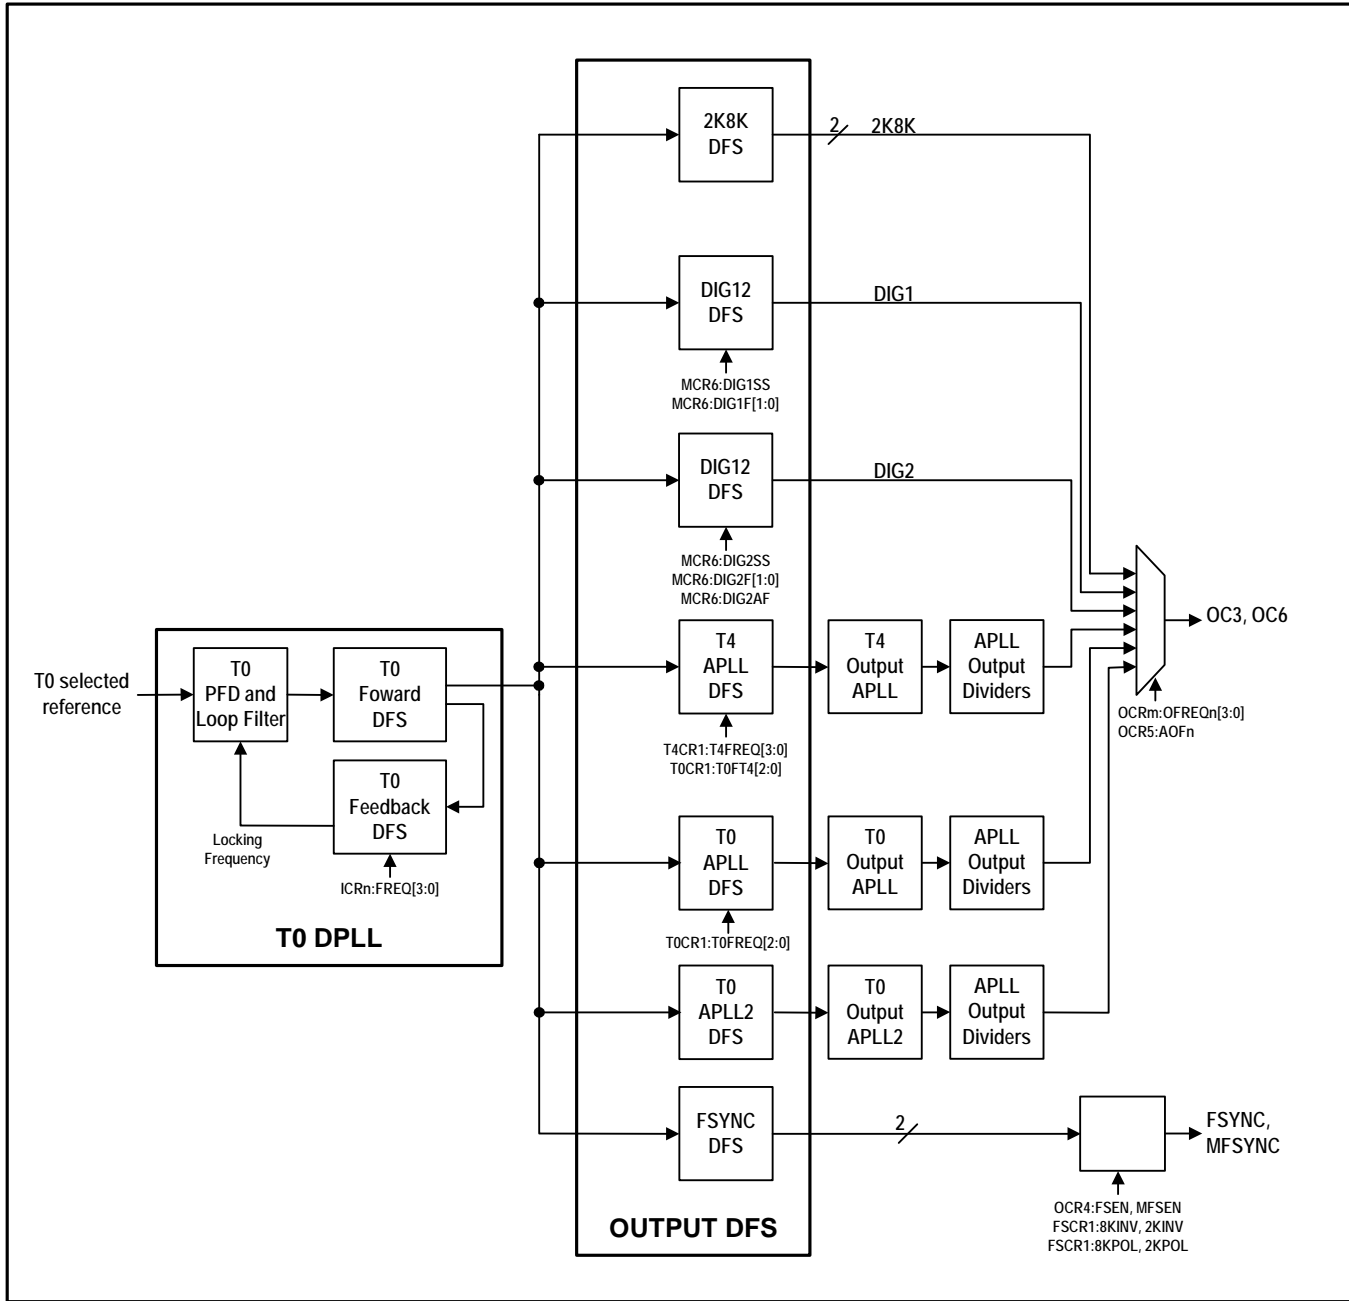 2K8K
DFS
2
2K8K
DIG12
DFS
DIG1
MCR6:DIG1SS
MCR6:DIG1F[1:0]
DIG12
DFS
DIG2
MCR6:DIG2SS
MCR6:DIG2F[1:0]
MCR6:DIG2AF
T0 selected
reference
T0
PFD and
Loop Filter
T0
Foward
DFS
T0
Feedback
DFS
Locking
Frequency
ICRn:FREQ[3:0]
T0 DPLL
T4
APLL
DFS
T4
Output
APLL
APLL
Output
Dividers
T4CR1:T4FREQ[3:0]
T0CR1:T0FT4[2:0]
OC3, OC6
OCRm:OFREQn[3:0]
OCR5:AOFn
T0
APLL
DFS
T0
Output
APLL
APLL
Output
Dividers
T0CR1:T0FREQ[2:0]
T0
APLL2
DFS
T0
Output
APLL2
APLL
Output
Dividers
FSYNC
DFS
2
FSYNC,
MFSYNC
OCR4:FSEN, MFSEN
FSCR1:8KINV, 2KINV
FSCR1:8KPOL, 2KPOL
OUTPUT DFS